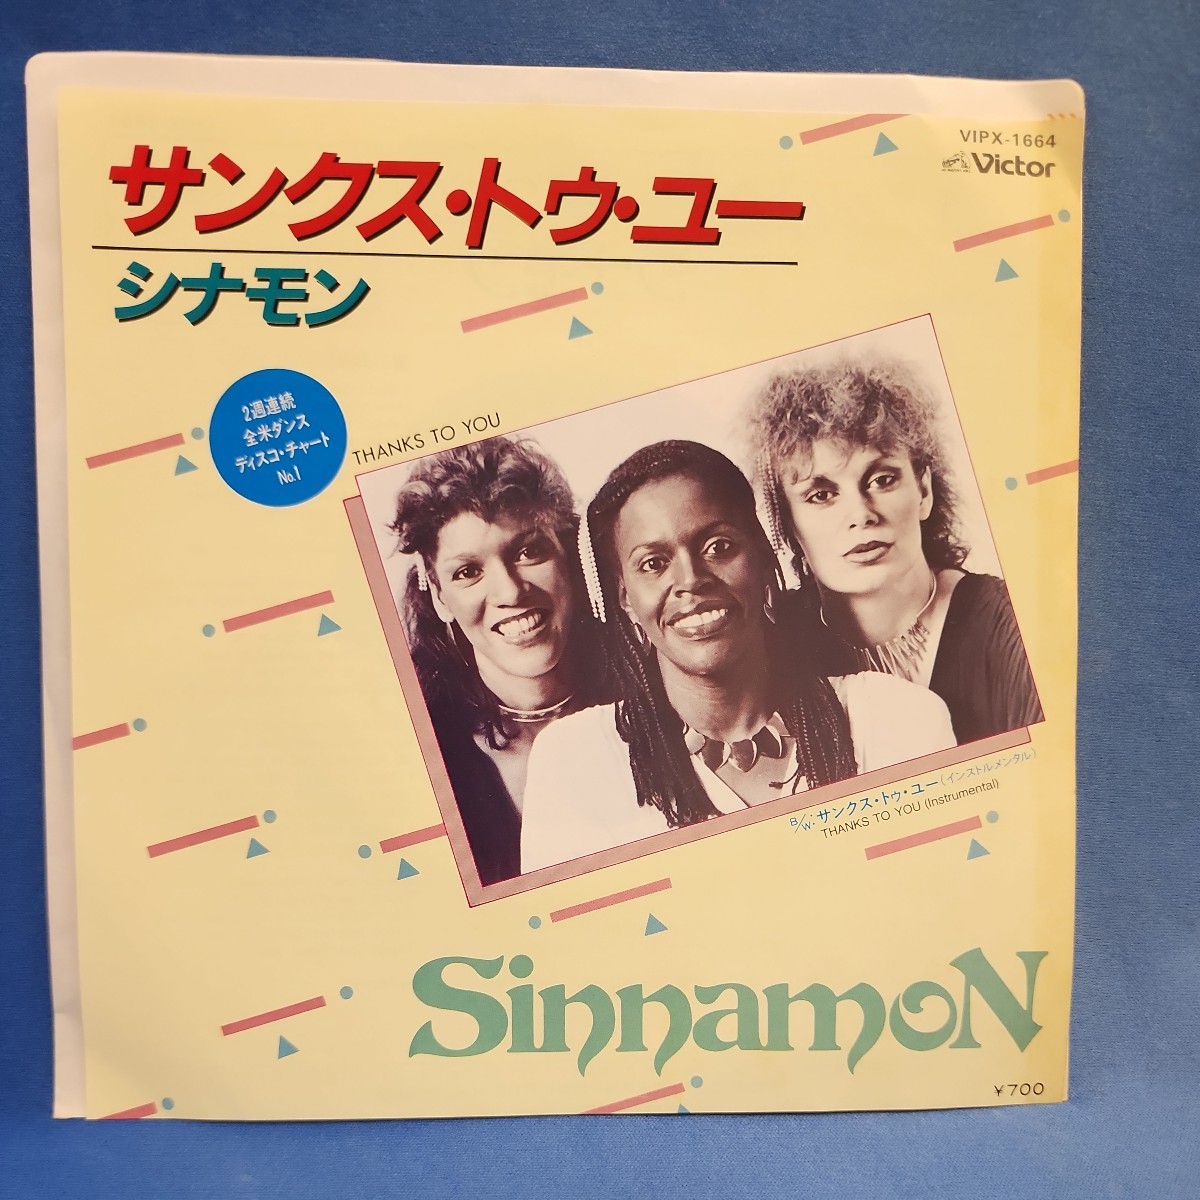 VIPX-1664
Victor
サンクス・トゥ・ユー
シナモン
2週連続
全米ダンス
ディスコ・チャート
No.1
THANKS TO YOU
B/W: サンクス・トゥ・ユー(インストルメンタル)
THANKS TO YOU (Instrumental)
SinnamoN
¥700